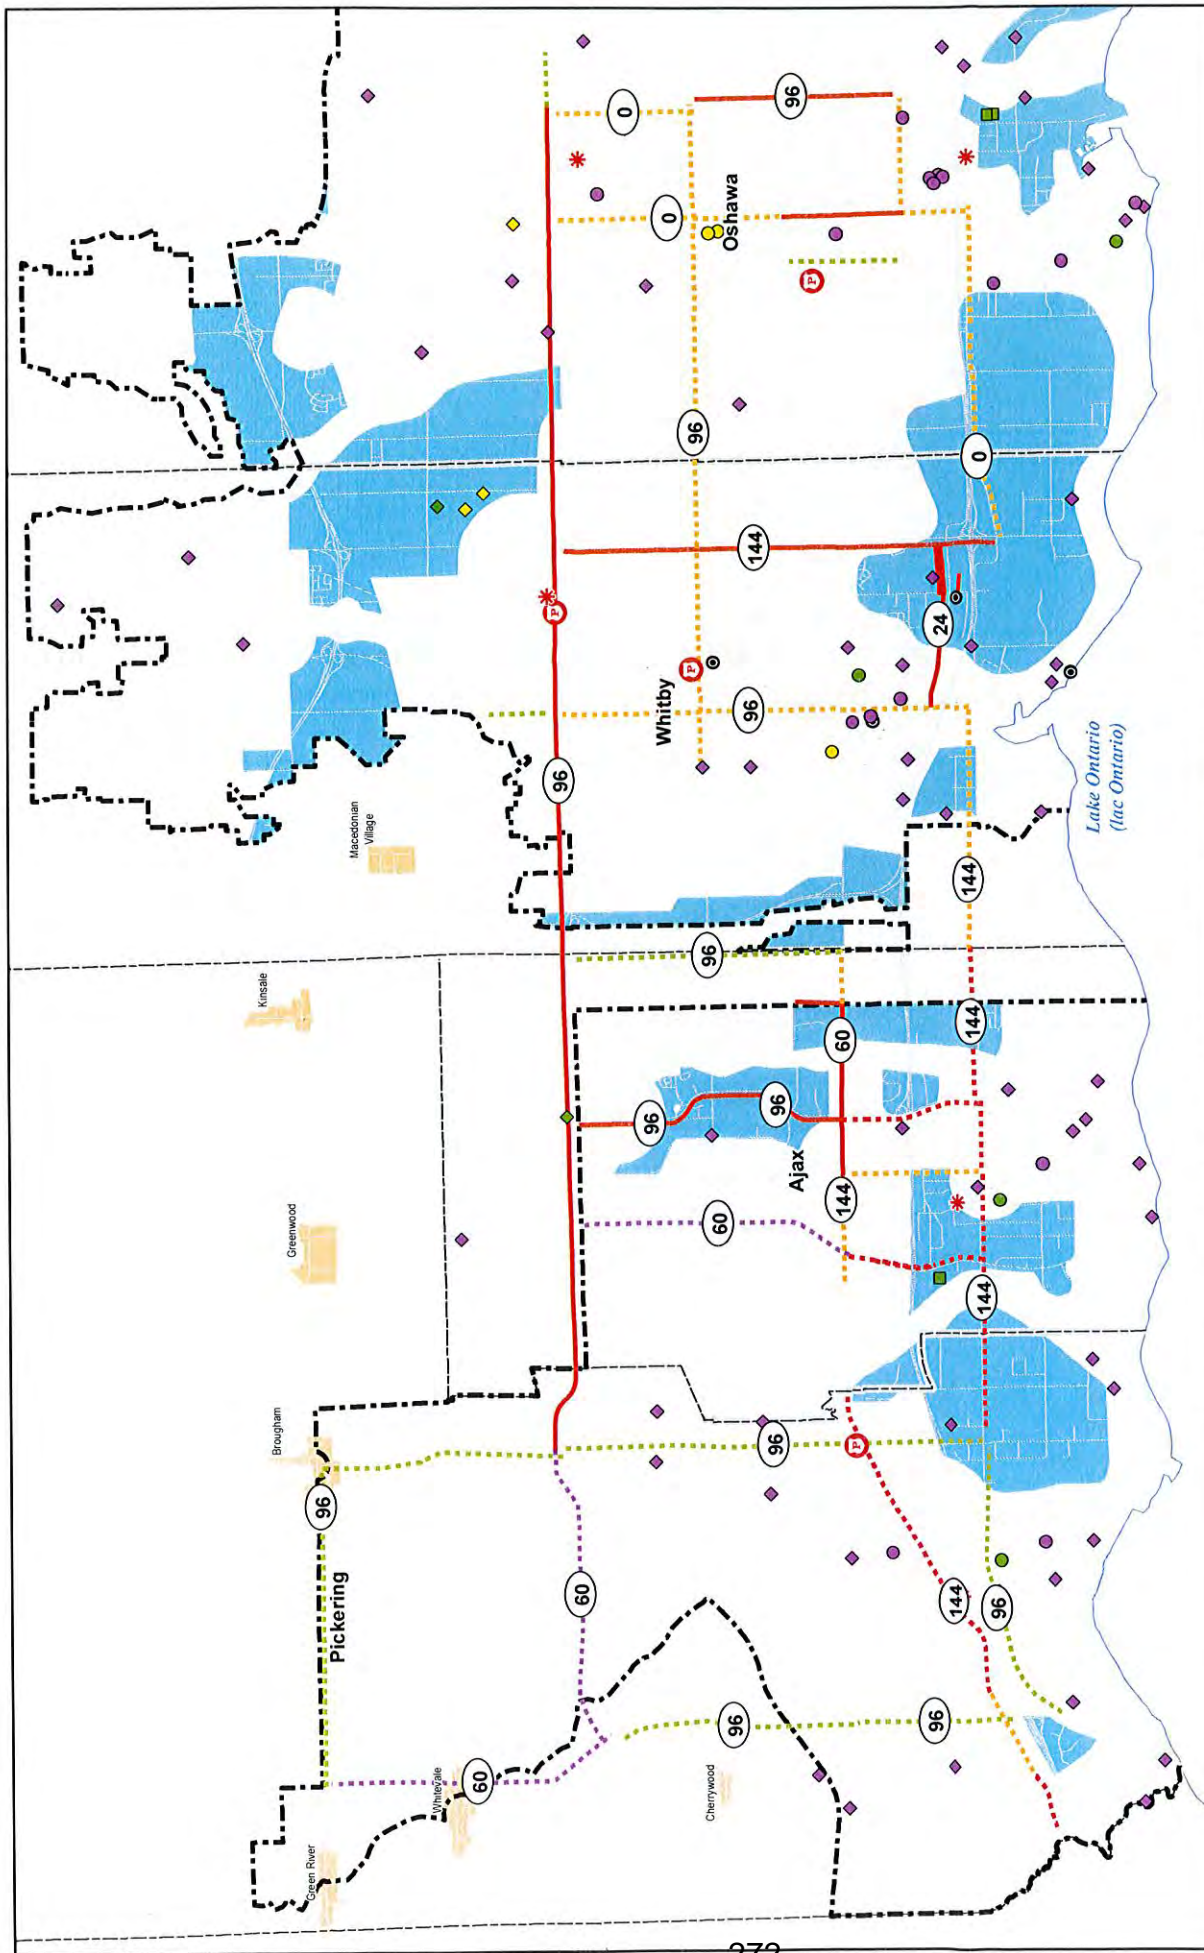 Kinsale
Brougham
Greenwood
Green River
96
Pickering
Macedonian
Village
Whitevale
60
P
96
60
0
96
Whitby
0
P
96
96
Cherrywood
60
Oshawa
96
96
144
96
96
96
Ajax
P
144
60
P
96
24
144
144
144
0
144
96
Lake Ontario
(lac Ontario)